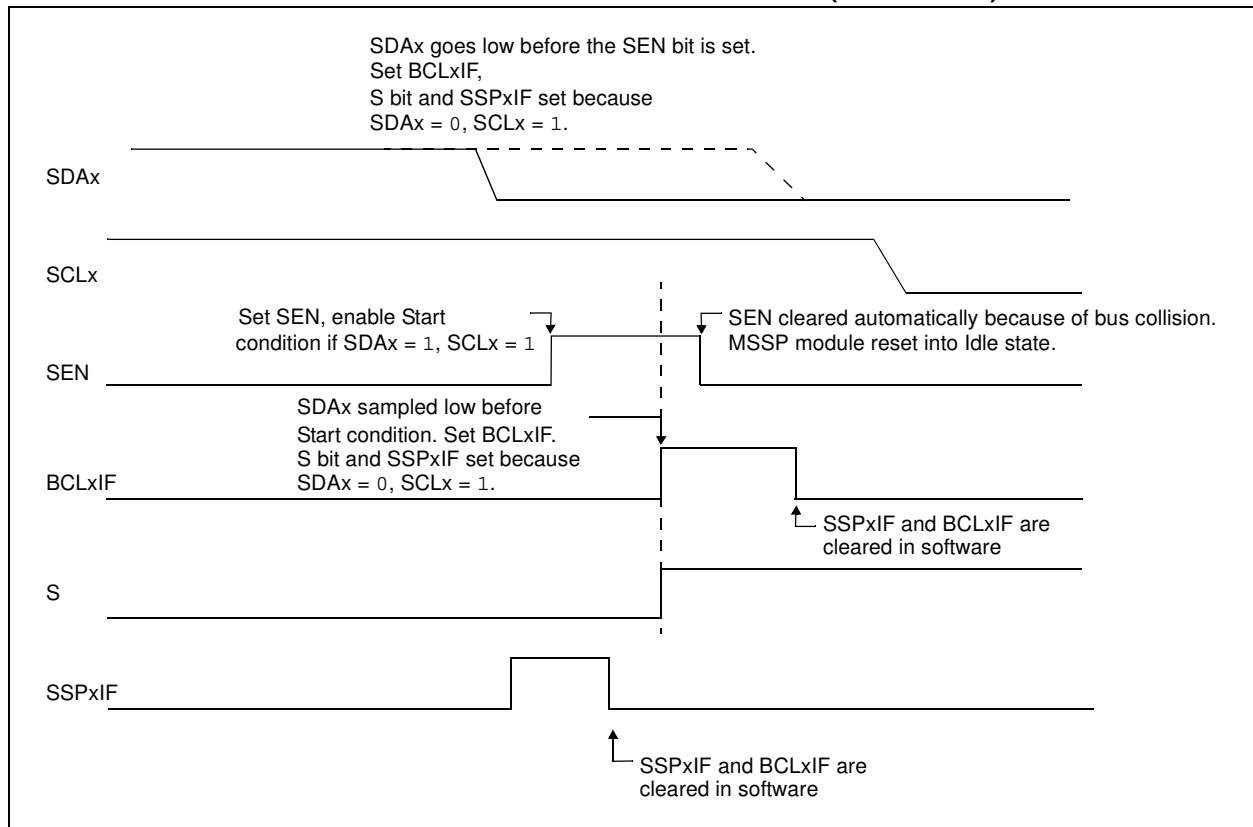 SDAx goes low before the SEN bit is set.
Set BCLxIF,
S bit and SSPxIF set because
SDAx = 0, SCLx = 1.
SDAx
SCLx
Set SEN, enable Start
condition if SDAx = 1, SCLx = 1
SEN cleared automatically because of bus collision.
MSSP module reset into Idle state.
SEN
SDAx sampled low before
Start condition. Set BCLxIF.
S bit and SSPxIF set because
SDAx = 0, SCLx = 1.
BCLxIF
SSPxIF and BCLxIF are
cleared in software
S
SSPxIF
SSPxIF and BCLxIF are
cleared in software